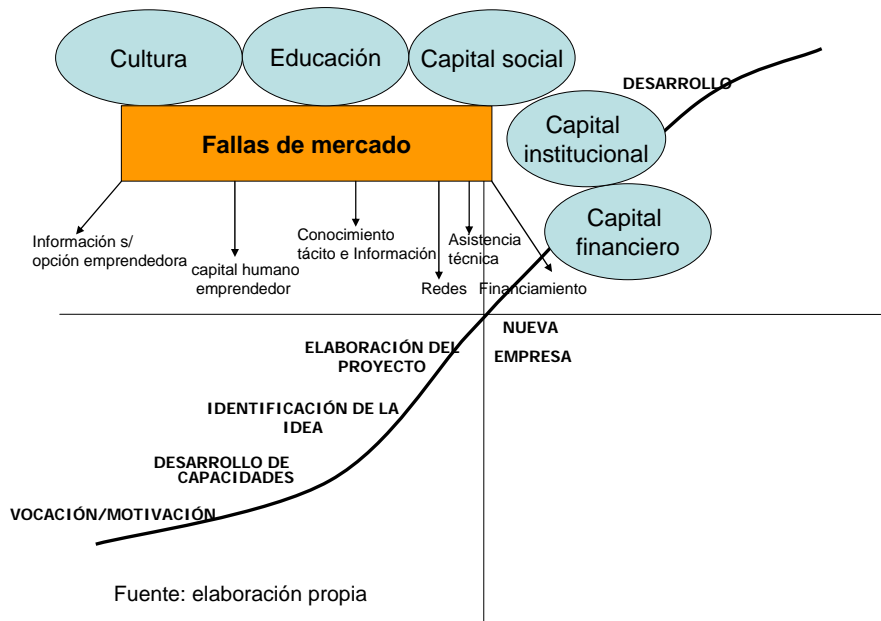 Cultura
Educación
Capital social
DESARROLLO
Capital
institucional
Fallas de mercado
Capital
financiero
Información s/
opción emprendedora
capital humano
emprendedor
Conocimiento
tácito e Información
Asistencia
técnica
Redes
Financiamiento
NUEVA
EMPRESA
ELABORACIÓN DEL
PROYECTO
IDENTIFICACIÓN DE LA
IDEA
DESARROLLO DE
CAPACIDADES
VOCACIÓN/MOTIVACIÓN
Fuente: elaboración propia